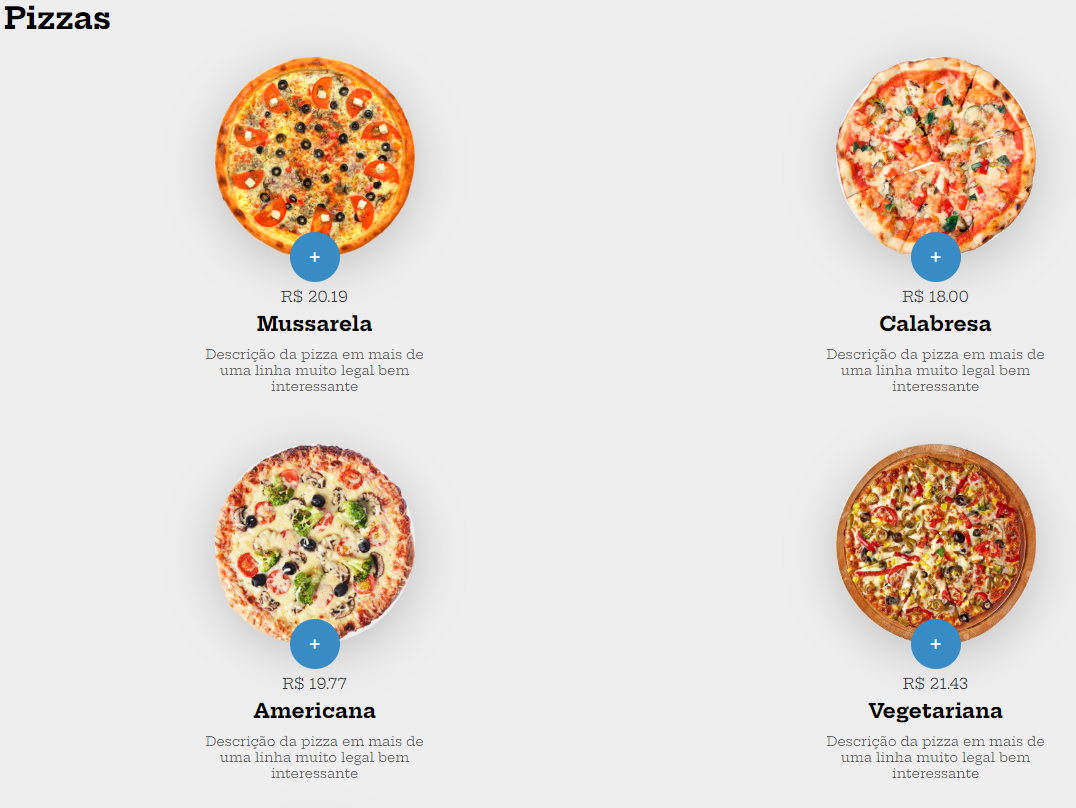 Pizzas
+
R$ 20.19
Mussarela
Descrição da pizza em mais de
uma linha muito legal bem
interessante
+
R$ 18.00
Calabresa
Descrição da pizza em mais de
uma linha muito legal bem
interessante
+
R$ 19.77
Americana
Descrição da pizza em mais de
uma linha muito legal bem
interessante
+
R$ 21.43
Vegetariana
Descrição da pizza em mais de
uma linha muito legal bem
interessante